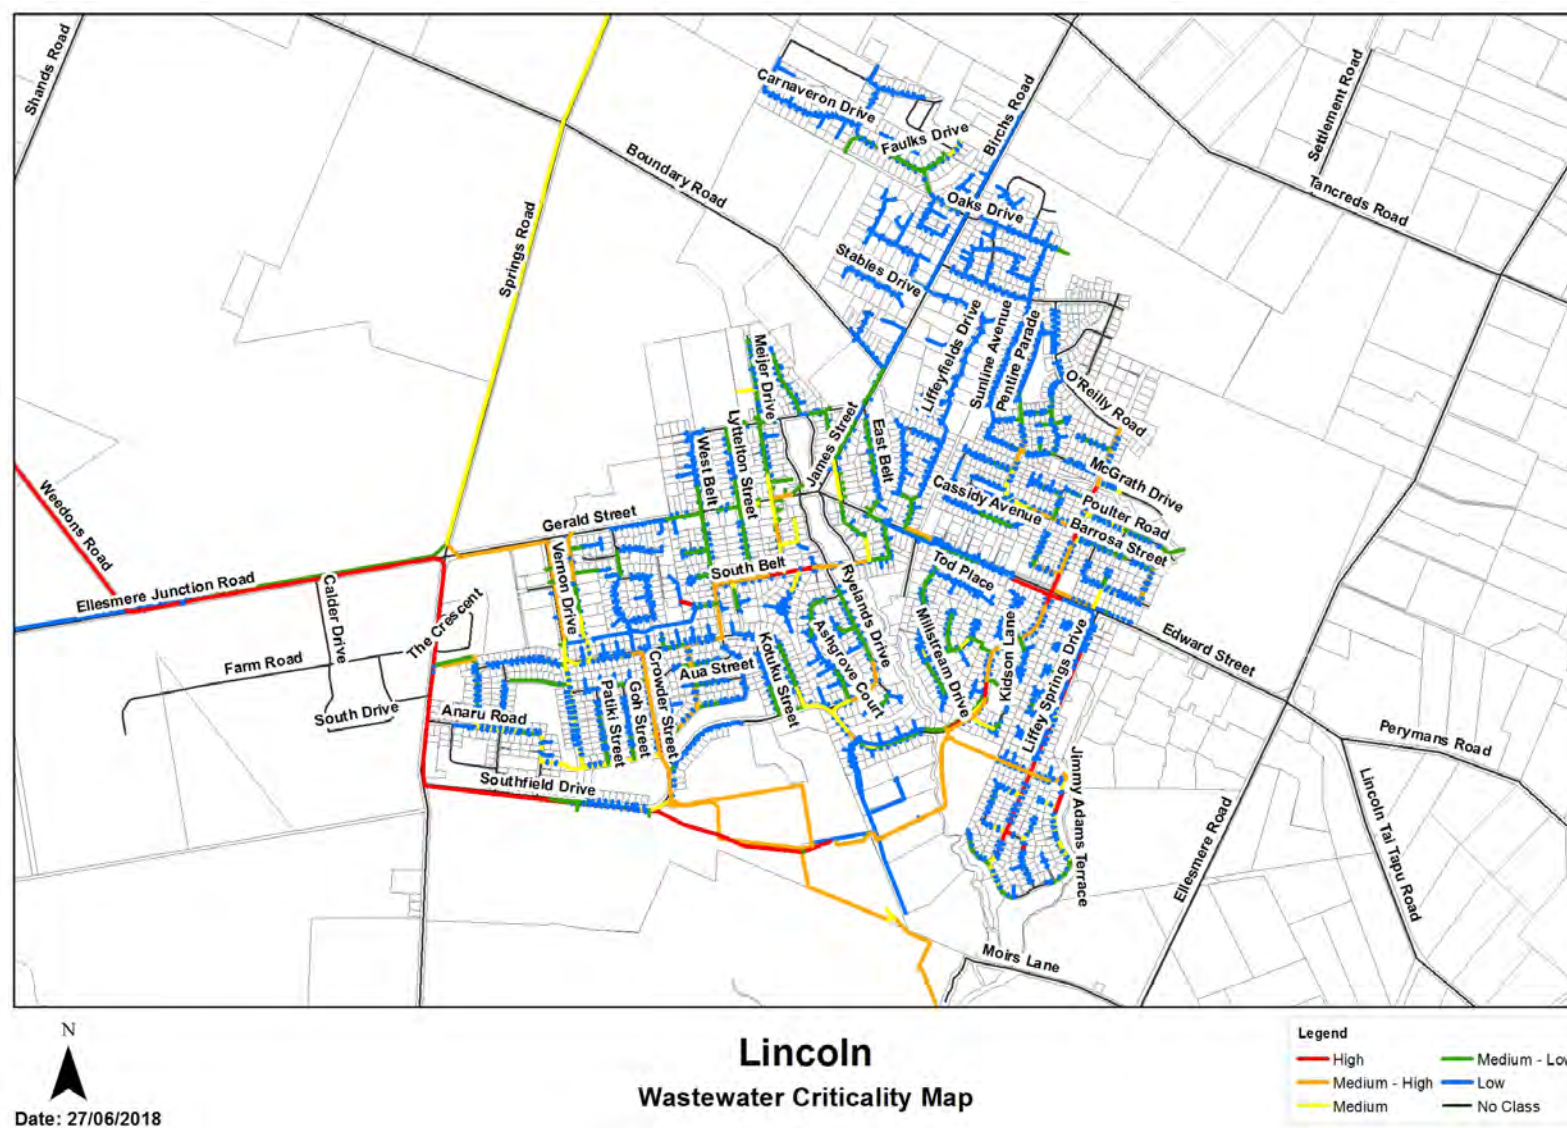 Shands Road
Carnaveron Drive
Faulks Drive
Birchs Road
Settlement Road
Boundary Road
Tancreds Road
Oaks Drive
Springs Road
Stables Drive
Liffeyfields Drive
Sunline Avenue
Pentire Parade
O'Reilly Road
Meijer Drive
Lyttelton Street
West Belt
James Street
East Belt
McGrath Drive
Cassidy Avenue
Poulter Road
Barrosa Street
Weedons Road
Gerald Street
Vernon Drive
South Belt
Tod Place
Ryelands Drive
Ellesmere Junction Road
Calder Drive
The Crescent
Farm Road
South Drive
Anaru Road
Patiki Street
Goh Street
Crowder Street
Aua Street
Kotuku Street
Ashgrove Court
Millstream Drive
Kidson Lane
Liffey Springs Drive
Edward Street
Perymans Road
Southfield Drive
Jimmy Adams Terrace
Ellesmere Road
Lincoln Tai Tapu Road
Moirs Lane
N
Date: 27/06/2018
Lincoln
Wastewater Criticality Map
Legend
High
Medium - High
Medium
Medium - Low
Low
No Class